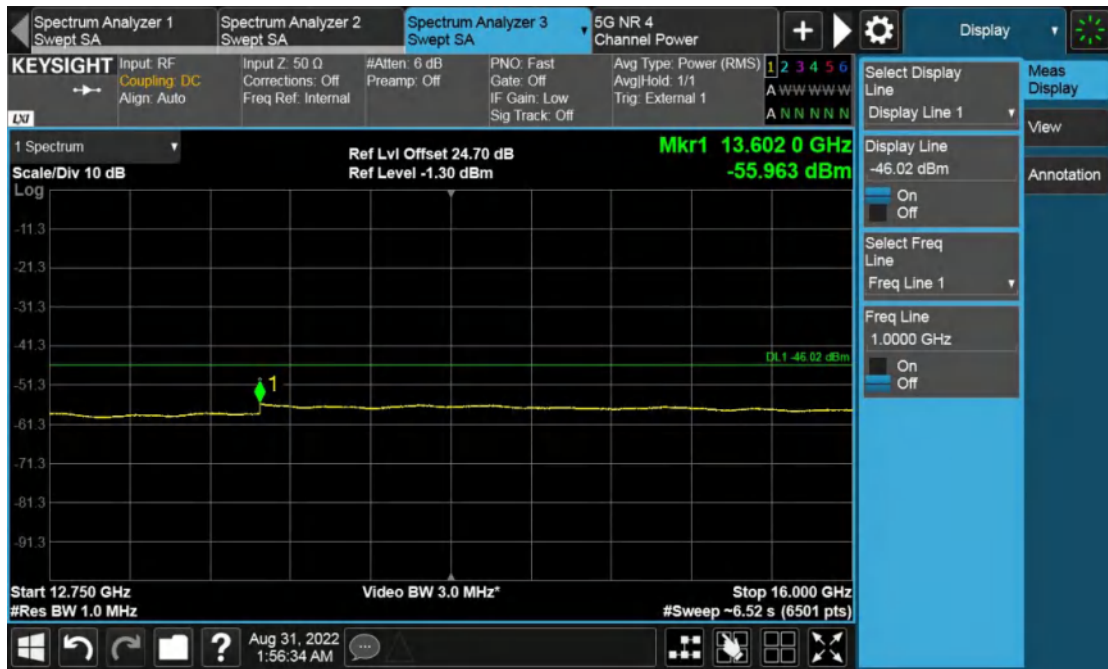 Spectrum Analyzer 1
Swept SA
Spectrum Analyzer 2
Swept SA
Spectrum Analyzer 3
Swept SA
5G NR 4
Channel Power
Display
KEYSIGHT
LXI
Input: RF
Coupling: DC
Align: Auto
Input Z: 50 Ω
Corrections: Off
Freq Ref: Internal
#Atten: 6 dB
Preamp: Off
PNO: Fast
Gate: Off
IF Gain: Low
Sig Track: Off
Avg Type: Power (RMS)
Avg|Hold: 1/1
Trig: External 1
1 2 3 4 5 6
A W W W W W
A N N N N N
1 Spectrum
Scale/Div 10 dB
Log
Ref Lvl Offset 24.70 dB
Ref Level -1.30 dBm
Mkr1 13.602 0 GHz
-55.963 dBm
-11.3
-21.3
-31.3
-41.3
DL1 -46.02 dBm
-51.3
1
-61.3
-71.3
-81.3
-91.3
Start 12.750 GHz
#Res BW 1.0 MHz
Video BW 3.0 MHz*
Stop 16.000 GHz
#Sweep ~6.52 s (6501 pts)
Select Display
Line
Display Line 1
Display Line
-46.02 dBm
On
Off
Select Freq
Line
Freq Line 1
Freq Line
1.0000 GHz
On
Off
Meas
Display
View
Annotation
?
Aug 31, 2022
1:56:34 AM